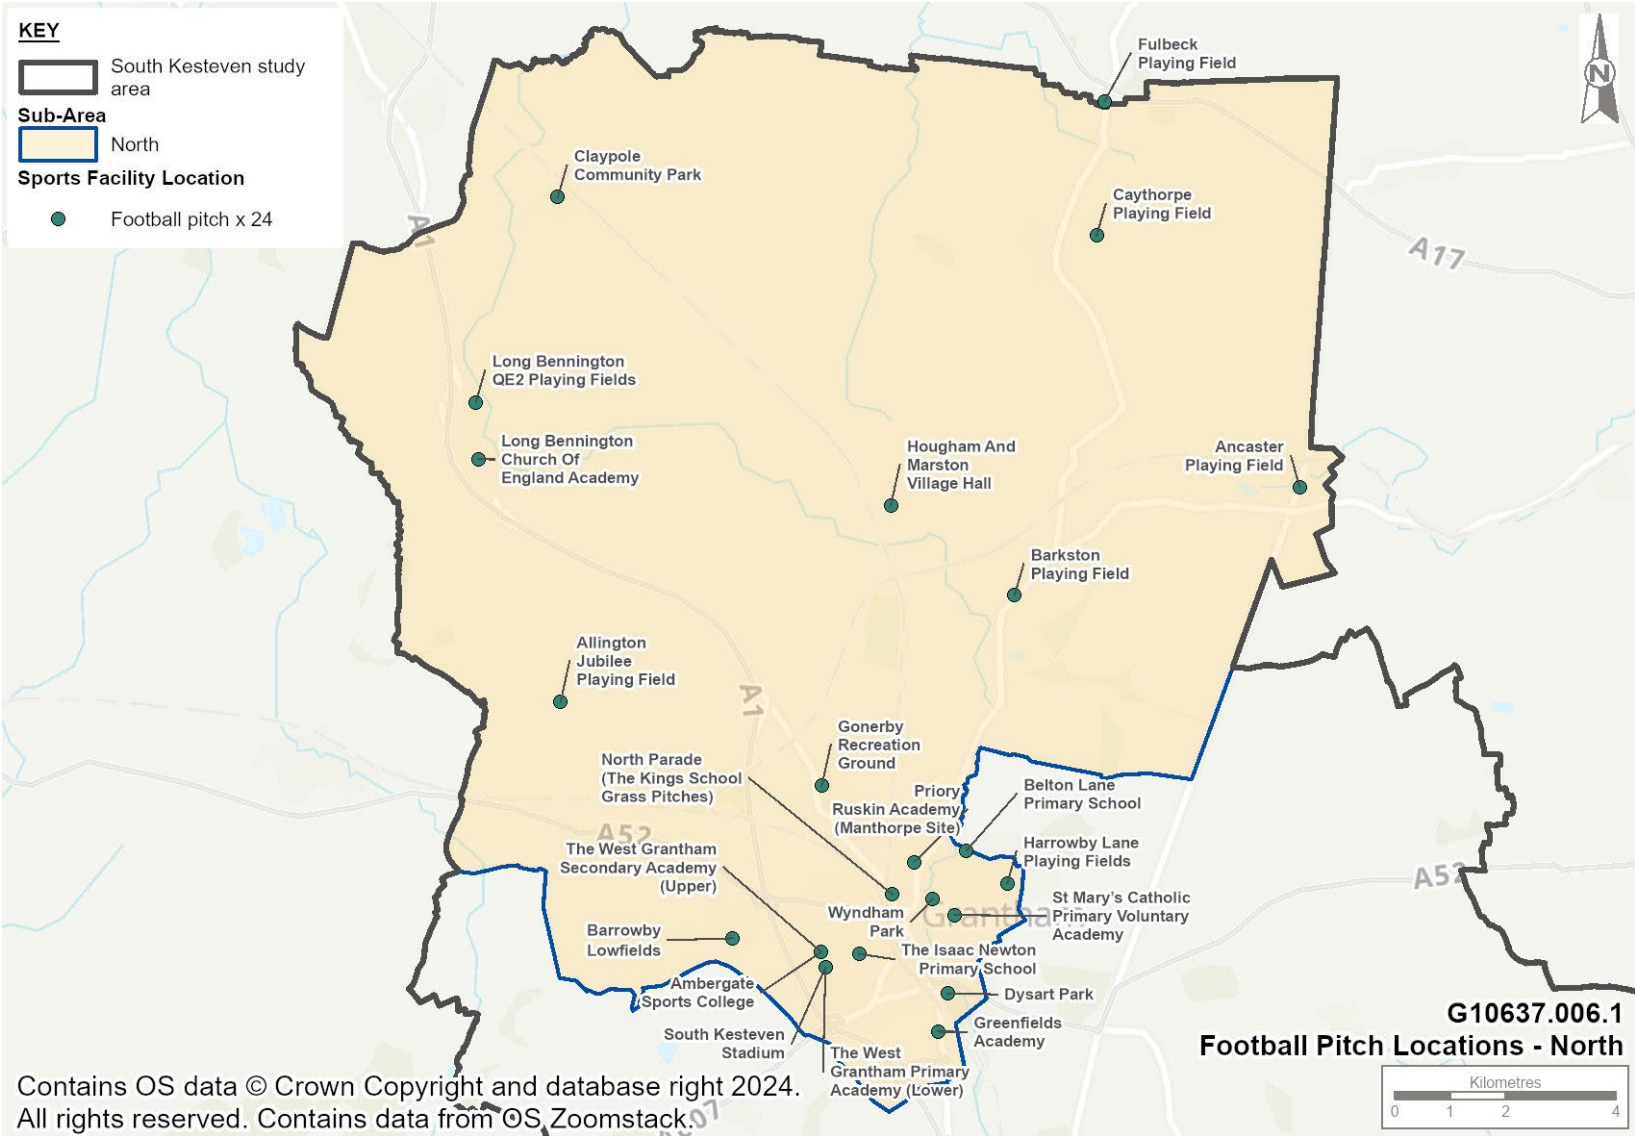 KEY
South Kesteven study
area
Sub-Area
North
Sports Facility Location
Football pitch x 24
N
Fulbeck
Playing Field
Claypole
Community Park
Caythorpe
Playing Field
A1
A17
Long Bennington
QE2 Playing Fields
Long Bennington
Church Of
England Academy
Hougham And
Marston
Village Hall
Ancaster
Playing Field
Barkston
Playing Field
Allington
Jubilee
Playing Field
A1
Gonerby
Recreation
Ground
North Parade
(The Kings School
Grass Pitches)
Priory
Ruskin Academy
(Manthorpe Site)
Belton Lane
Primary School
A52
The West Grantham
Secondary Academy
(Upper)
Harrowby Lane
Playing Fields
A52
Wyndham
Park
Grantham
St Mary's Catholic
Primary Voluntary
Academy
Barrowby
Lowfields
The Isaac Newton
Primary School
Ambergate
Sports College
Dysart Park
South Kesteven
Stadium
Greenfields
Academy
The West
Grantham Primary
Academy (Lower)
G10637.006.1
Football Pitch Locations - North
Kilometres
0 1 2 4
Contains OS data © Crown Copyright and database right 2024.
All rights reserved. Contains data from OS Zoomstack.